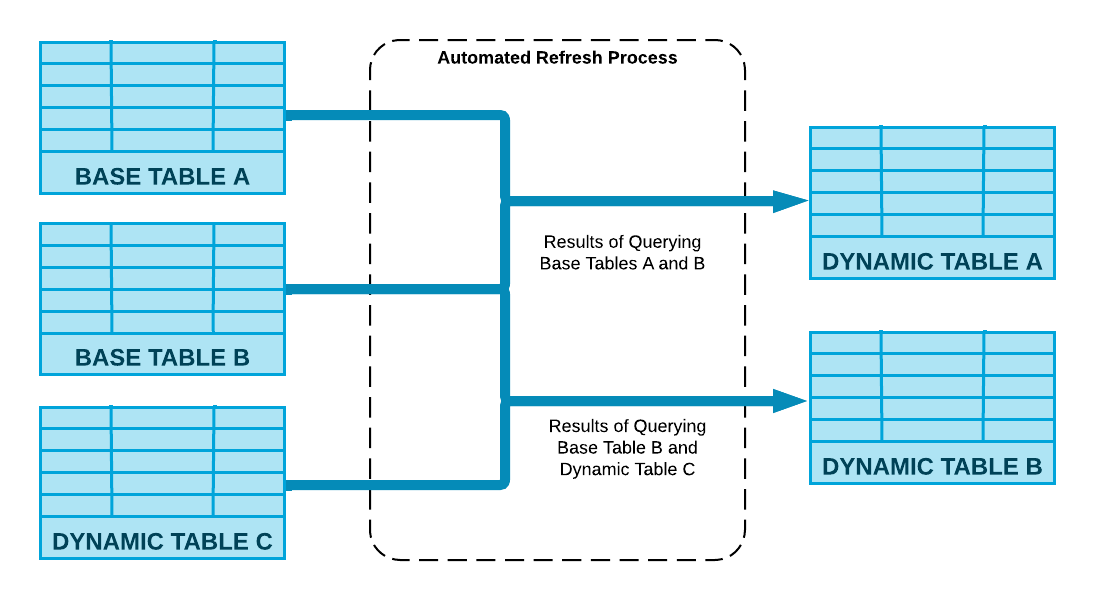 Automated Refresh Process
BASE TABLE A
Results of Querying
Base Tables A and B
DYNAMIC TABLE A
BASE TABLE B
Results of Querying
Base Table B and
Dynamic Table C
DYNAMIC TABLE B
DYNAMIC TABLE C